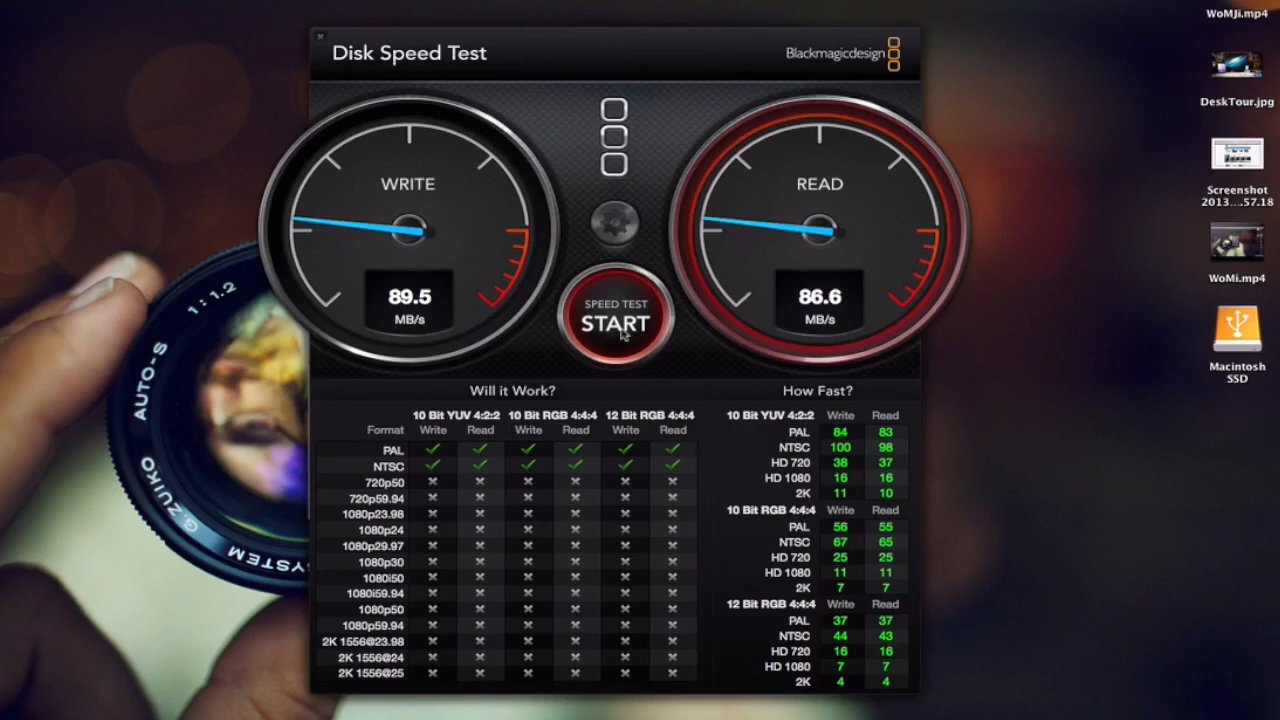 WoMJi.mp4
Disk Speed Test
Blackmagicdesign
DeskTour.jpg
WRITE
READ
Screenshot
2013....57.18
SPEED TEST
START
89.5
MB/s
86.6
MB/s
WoMi.mp4
Macintosh
SSD
1:1.2
AUTO-S
G.ZUIKO
SYSTEM
Will it Work?
10 Bit YUV 4:2:2 10 Bit RGB 4:4:4 12 Bit RGB 4:4:4
Format Write Read Write Read Write Read
PAL
NTSC
720p50
720p59.94
1080p23.98
1080p24
1080p29.97
1080p30
1080i50
1080i59.94
1080p50
1080p59.94
2K 1556@23.98
2K 1556@24
2K 1556@25
How Fast?
10 Bit YUV 4:2:2 Write Read
PAL 84 83
NTSC 100 98
HD 720 38 37
HD 1080 16 16
2K 11 10
10 Bit RGB 4:4:4 Write Read
PAL 56 55
NTSC 67 65
HD 720 25 25
HD 1080 11 11
2K 7 7
12 Bit RGB 4:4:4 Write Read
PAL 37 37
NTSC 44 43
HD 720 16 16
HD 1080 7 7
2K 4 4